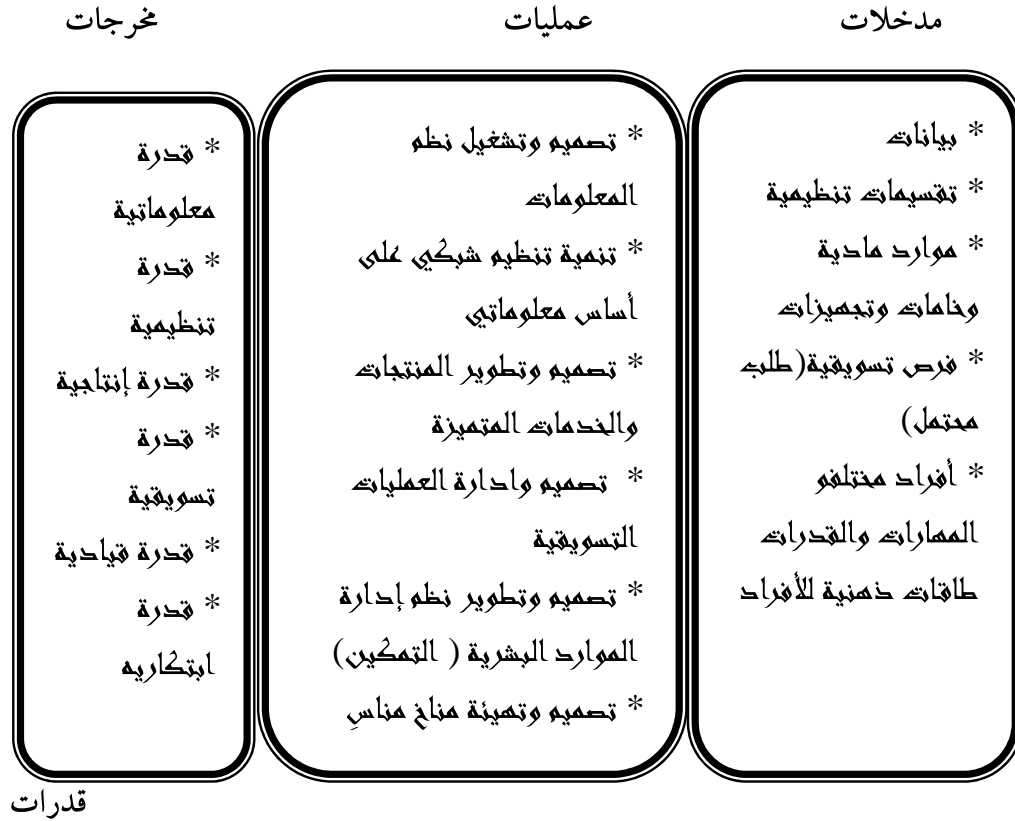 مدخلات
عمليات
مخرجات
* بيانات
* تقسيمات تنظيمية
* موارد مادية
وخامات وتجهيزات
* فرص تسويقية(طلب
محتمل)
* أفراد مختلفو
المهارات والقدرات
طاقات ذهنية للأفراد
* تصميم وتشغيل نظم
المعلومات
* تنمية تنظيم شبكي على
أساس معلوماتي
* تصميم وتطوير المنتجات
والخدمات المتميزة
* تصميم وادارة العمليات
التسويقية
* تصميم وتطوير نظم إدارة
الموارد البشرية ( التمكين)
* تصميم وتهيئة مناخ مناسِ
* قدرة
معلوماتية
* قدرة
تنظيمية
* قدرة إنتاجية
* قدرة
تسويقية
* قدرة قيادية
* قدرة
ابتكاريه
قدرات